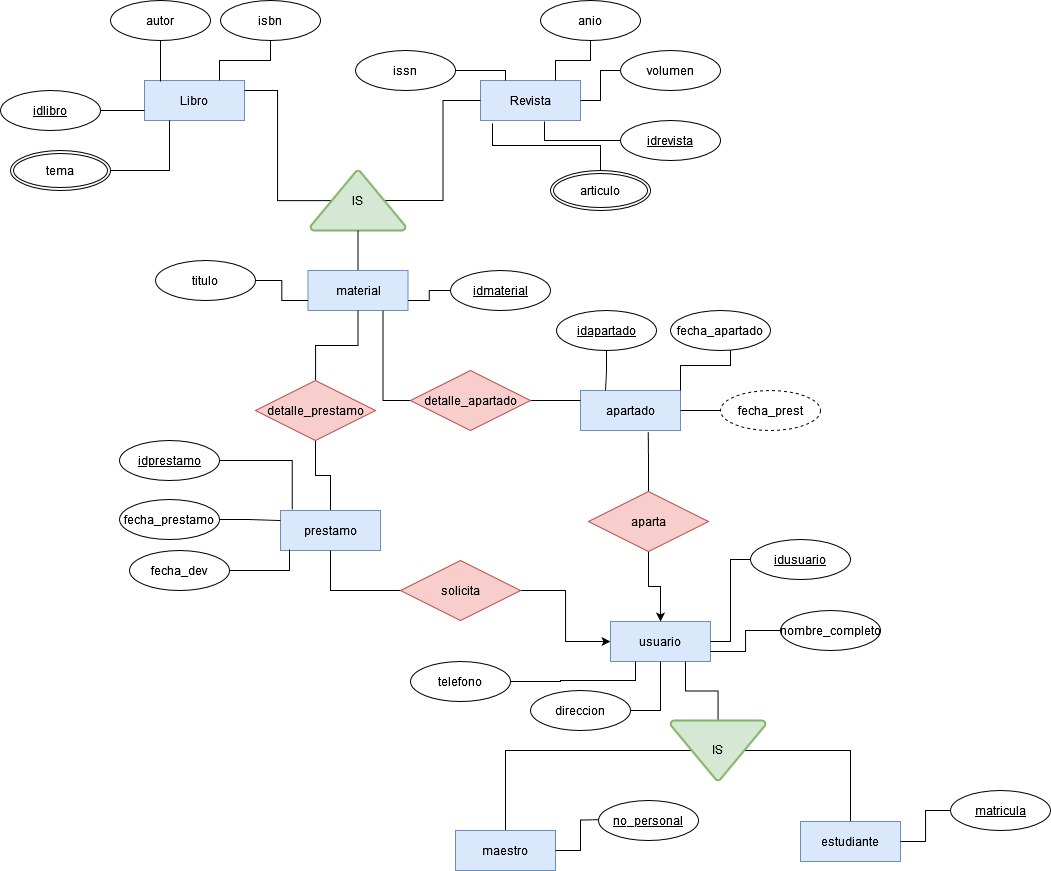 autor
isbn
anio
issn
volumen
Libro
Revista
idlibro
idrevista
tema
articulo
IS
titulo
material
idmaterial
idapartado
fecha_apartado
detalle_prestamo
detalle_apartado
apartado
fecha_prest
idprestamo
fecha_prestamo
prestamo
aparta
fecha_dev
solicita
idusuario
usuario
nombre_completo
telefono
direccion
IS
no_personal
matricula
maestro
estudiante